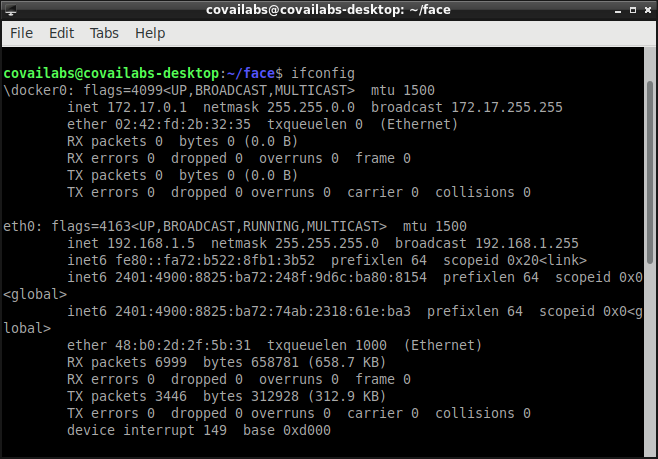 covailabs@covailabs-desktop: ~/face
File Edit Tabs Help
covailabs@covailabs-desktop:~/face$ ifconfig
\docker0: flags=4099<UP,BROADCAST,MULTICAST>  mtu 1500
        inet 172.17.0.1  netmask 255.255.0.0  broadcast 172.17.255.255
        ether 02:42:fd:2b:32:35  txqueuelen 0  (Ethernet)
        RX packets 0  bytes 0 (0.0 B)
        RX errors 0  dropped 0  overruns 0  frame 0
        TX packets 0  bytes 0 (0.0 B)
        TX errors 0  dropped 0 overruns 0  carrier 0  collisions 0
eth0: flags=4163<UP,BROADCAST,RUNNING,MULTICAST>  mtu 1500
        inet 192.168.1.5  netmask 255.255.255.0  broadcast 192.168.1.255
        inet6 fe80::fa72:b522:8fb1:3b52  prefixlen 64  scopeid 0x20<link>
        inet6 2401:4900:8825:ba72:248f:9d6c:ba80:8154  prefixlen 64  scopeid 0x0
<global>
        inet6 2401:4900:8825:ba72:74ab:2318:61e:ba3  prefixlen 64  scopeid 0x0<g
lobal>
        ether 48:b0:2d:2f:5b:31  txqueuelen 1000  (Ethernet)
        RX packets 6999  bytes 658781 (658.7 KB)
        RX errors 0  dropped 0  overruns 0  frame 0
        TX packets 3446  bytes 312928 (312.9 KB)
        TX errors 0  dropped 0 overruns 0  carrier 0  collisions 0
        device interrupt 149  base 0xd000